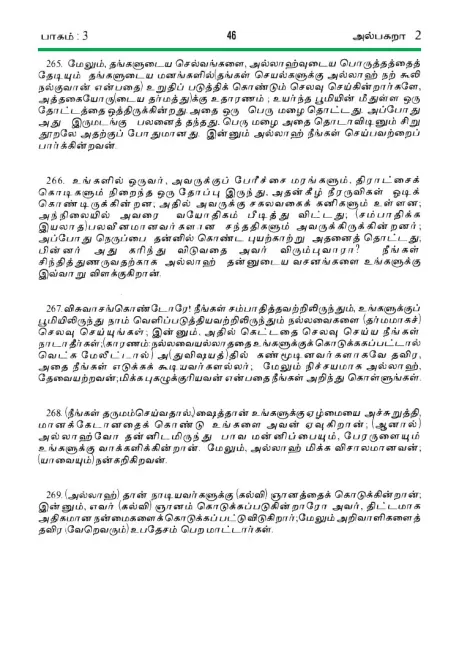 பாகம் : 3 46 அல்பகறா 2
265. மேலும், தங்களுடைய செல்வங்களை, அல்லாஹ்வுடைய பொருத்தத்தைத்
தேடியும் தங்களுடைய மனங்களில்(தங்கள் செயல்களுக்கு அல்லாஹ் நற் கூலி
நல்குவான் என்பதை) உறுதிப் படுத்திக் கொண்டும் செலவு செய்கின்றார்களே,
அத்தகையோரு(டைய தர்மத்து)க்கு உதாரணம் ; உயர்ந்த பூமியின் மீதுள்ள ஒரு
தோட்டத்தை ஒத்திருக்கின்றது. அதை ஒரு பெரு மழை தொட்டது. அப்போது
அது இருமடங்கு பலனைத் தந்தது. பெரு மழை அதை தொடாவிடினும் சிறு
தூறலே அதற்குப் போதுமானது. இன்னும் அல்லாஹ் நீங்கள் செய்பவற்றைப்
பார்க்கின்றவன்.
266. உங்களில் ஒருவர் , அவருக்குப் பேரீச்சை மரங்களும், திராட்சைக்
கொடிகளும் நிறைந்த ஒரு தோப்பு இருந்து, அதன்கீழ் நீரருவிகள் ஓடிக்
கொண்டிருக்கின்றன; அதில் அவருக்கு சகலவகைக் கனிகளும் உள்ளன;
அந்நிலையில் அவரை வயோதிகம் பீடித்து விட்டது; (சம்பாதிக்க
இயலாத)பலவீனமானவர்களான சந்ததிகளும் அவருக்கிருக்கின்றனர்;
அப்போது நெருப்பை தன்னில் கொண்ட புயற்காற்று அதனைத் தொட்டது,
பின்னர் அது கரிந்து விடுவதை அவர் விரும்புவாரா? நீங்கள்
சிந்தித்துணருவதற்காக அல்லாஹ் தன்னுடைய வசனங்களை உங்களுக்கு
இவ்வாறு விளக்குகிறான்.
267.விசுவாசங்கொண்டோரே! நீங்கள் சம்பாதித்தவற்றிலிருந்தும், உங்களுக்குப்
பூமியிலிருந்து நாம் வெளிப்படுத்தியவற்றிலிருந்தும் நல்லவைகளை (தர்மமாகச்)
செலவு செய்யுங்கள் ; இன்னும், அதில் கெட்டதை செலவு செய்ய நீங்கள்
நாடாதீர்கள் ;(காரணம்:நல்லவையல்லாததை உங்களுக்குக் கொடுக்கப்பட்டால்
வெட்க மேலீட்டால்) அ(துவிஷயத்)தில் கண்மூடினவர்களாகவே தவிர,
அதை நீங்கள் எடுக்கக் கூடியவர்களல்லர்; மேலும் நிச்சயமாக அல்லாஹ்,
தேவையற்றவன்;மிக்க புகழுக்குரியவன் என்பதை நீங்கள் அறிந்து கொள்ளுங்கள்.
268. (நீங்கள் தருமம்செய்வதால்,)ஷைத்தான் உங்களுக்கு ஏழ்மையை அச்சுறுத்தி,
மானக்கேடானதைக் கொண்டு உங்களை அவன் ஏவுகிறான்; (ஆனால்)
அல்லாஹ்வோ தன்னிடமிருந்து பாவ மன்னிப்பையும், பேரருளையும்
உங்களுக்கு வாக்களிக்கின்றான். மேலும், அல்லாஹ் மிக்க விசாலமானவன்;
(யாவையும்) நன்கறிகிறவன்.
269. (அல்லாஹ்) தான் நாடியவர்களுக்கு (கல்வி) ஞானத்தைக் கொடுக்கின்றான்;
இன்னும், எவர் (கல்வி) ஞானம் கொடுக்கப்படுகின்றாரோ அவர், திட்டமாக
அதிகமான நன்மைகளைக் கொடுக்கப்பட்டுவிடுகிறார்; மேலும் அறிவாளிகளைத்
தவிர (வேறெவரும்) உபதேசம் பெற மாட்டார்கள்.